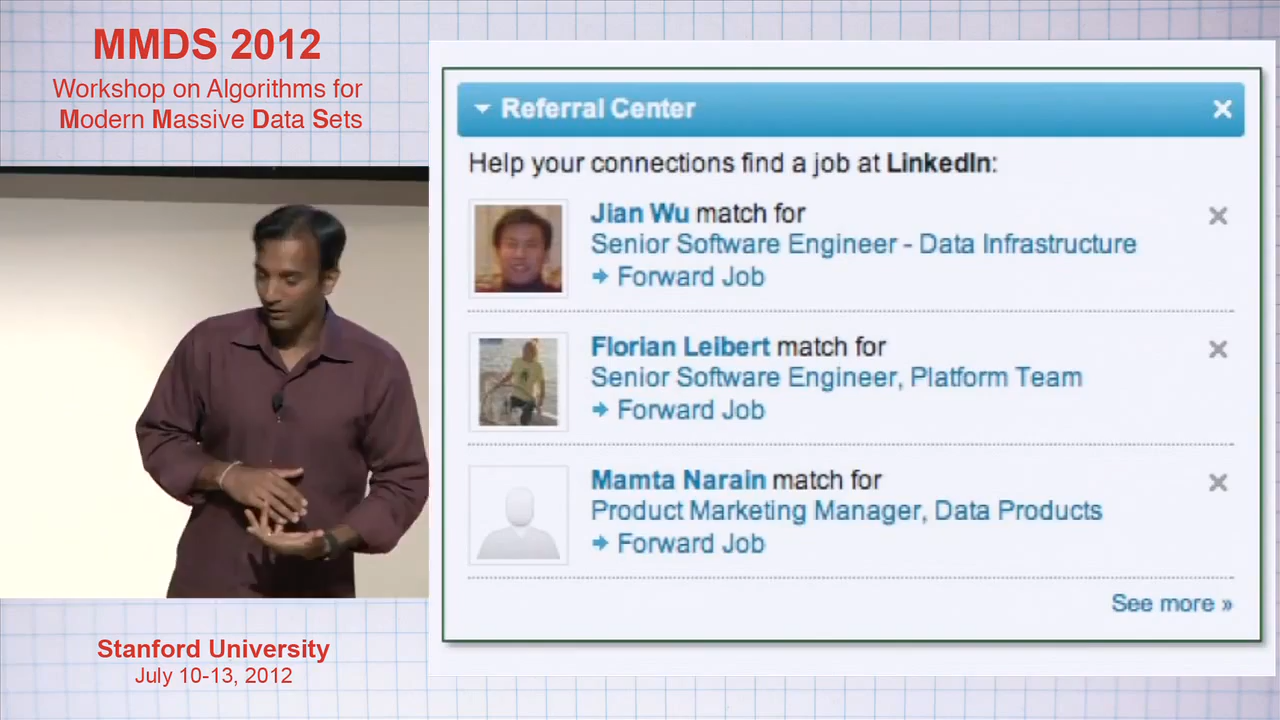 MMDS 2012
Workshop on Algorithms for
Modern Massive Data Sets
Referral Center
Help your connections find a job at LinkedIn:
Jian Wu match for
Senior Software Engineer - Data Infrastructure
Forward Job
Florian Leibert match for
Senior Software Engineer, Platform Team
Forward Job
Mamta Narain match for
Product Marketing Manager, Data Products
Forward Job
See more »
Stanford University
July 10-13, 2012